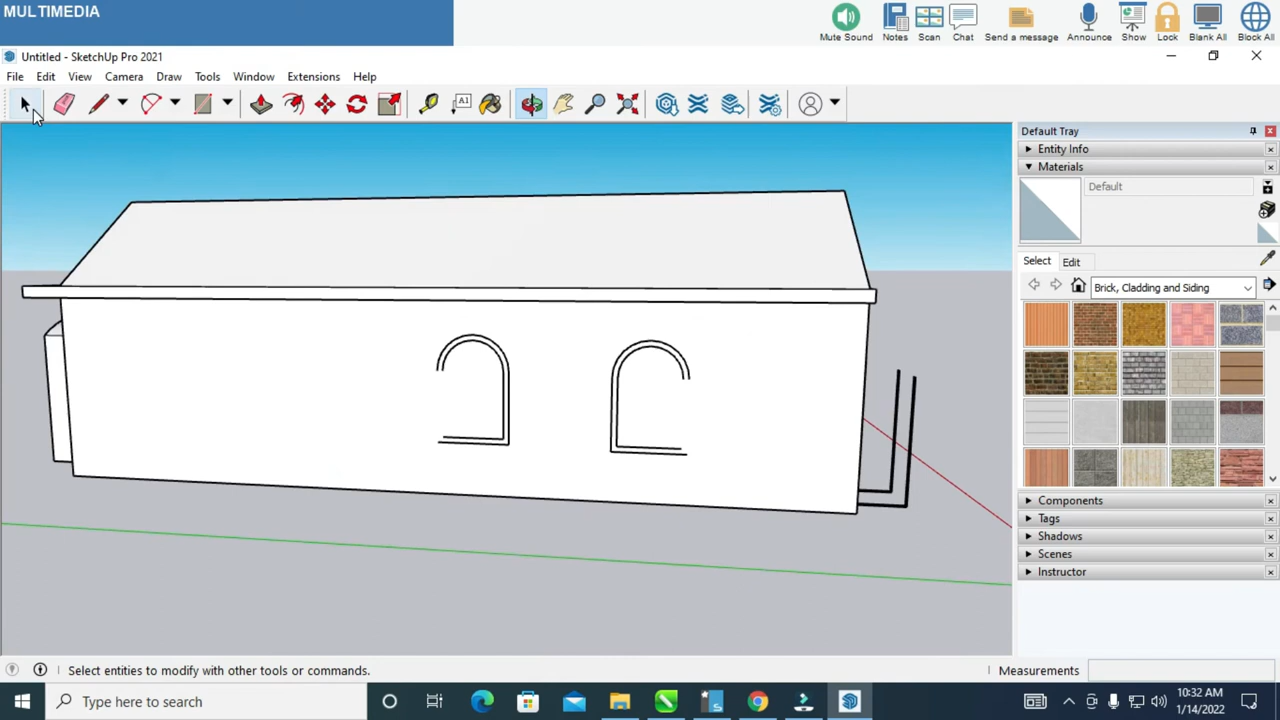 MULTIMEDIA
Mute Sound
Notes
Scan
Chat
Send a message
Announce
Show
Lock
Blank All
Block All
Untitled - SketchUp Pro 2021
File Edit View Camera Draw Tools Window Extensions Help
A1
Default Tray
Entity Info
Materials
Default
Select Edit
Brick, Cladding and Siding
Components
Tags
Shadows
Scenes
Instructor
Select entities to modify with other tools or commands.
Measurements
Type here to search
10:32 AM
1/14/2022